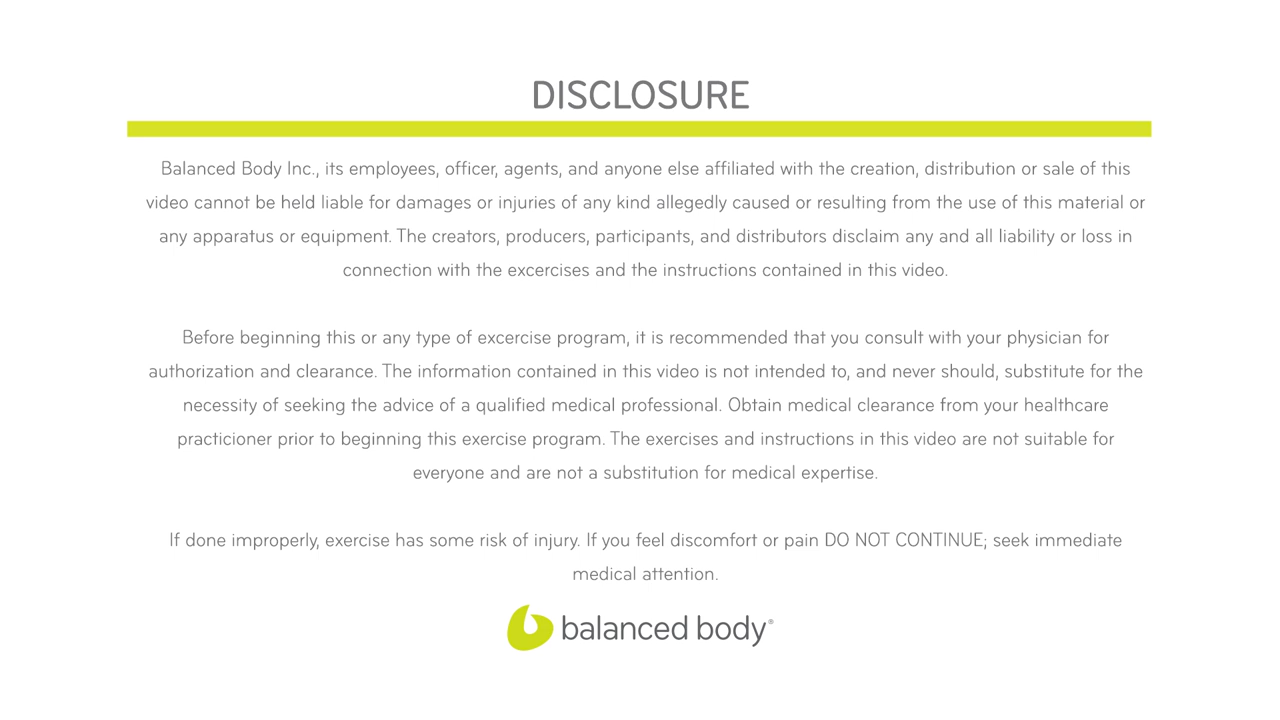 DISCLOSURE
Balanced Body Inc., its employees, officer, agents, and anyone else affiliated with the creation, distribution or sale of this
video cannot be held liable for damages or injuries of any kind allegedly caused or resulting from the use of this material or
any apparatus or equipment. The creators, producers, participants, and distributors disclaim any and all liability or loss in
connection with the excercises and the instructions contained in this video.
Before beginning this or any type of excercise program, it is recommended that you consult with your physician for
authorization and clearance. The information contained in this video is not intended to, and never should, substitute for the
necessity of seeking the advice of a qualified medical professional. Obtain medical clearance from your healthcare
practicioner prior to beginning this exercise program. The exercises and instructions in this video are not suitable for
everyone and are not a substitution for medical expertise.
If done improperly, exercise has some risk of injury. If you feel discomfort or pain DO NOT CONTINUE; seek immediate
medical attention.
balanced body®